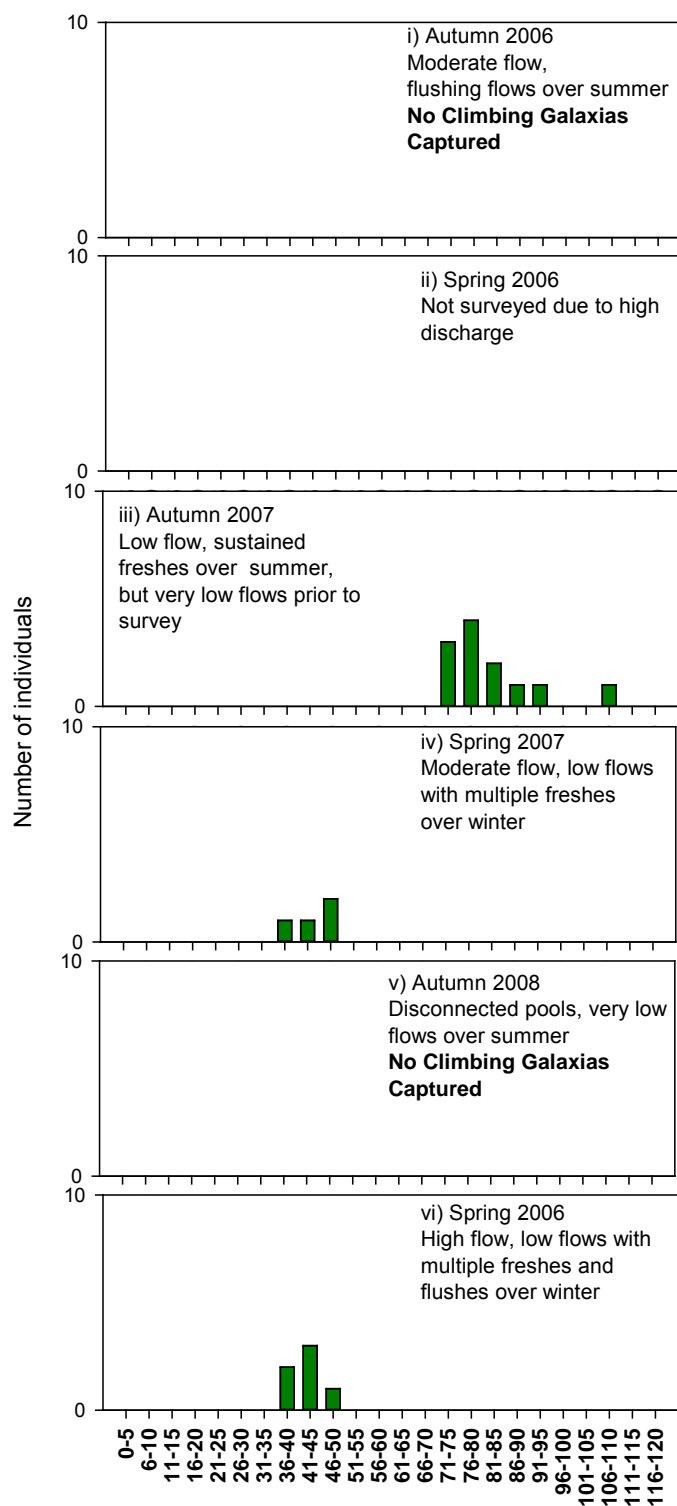 10
i) Autumn 2006
Moderate flow,
flushing flows over summer
No Climbing Galaxias
Captured
0
10
ii) Spring 2006
Not surveyed due to high
discharge
0
10
iii) Autumn 2007
Low flow, sustained
freshes over summer,
but very low flows prior to
survey
0
Number of individuals
10
iv) Spring 2007
Moderate flow, low flows
with multiple freshes
over winter
0
10
v) Autumn 2008
Disconnected pools, very low
flows over summer
No Climbing Galaxias
Captured
0
10
vi) Spring 2006
High flow, low flows with
multiple freshes and
flushes over winter
0
0-5
6-10
11-15
16-20
21-25
26-30
31-35
36-40
41-45
46-50
51-55
56-60
61-65
66-70
71-75
76-80
81-85
86-90
91-95
96-100
101-105
106-110
111-115
116-120